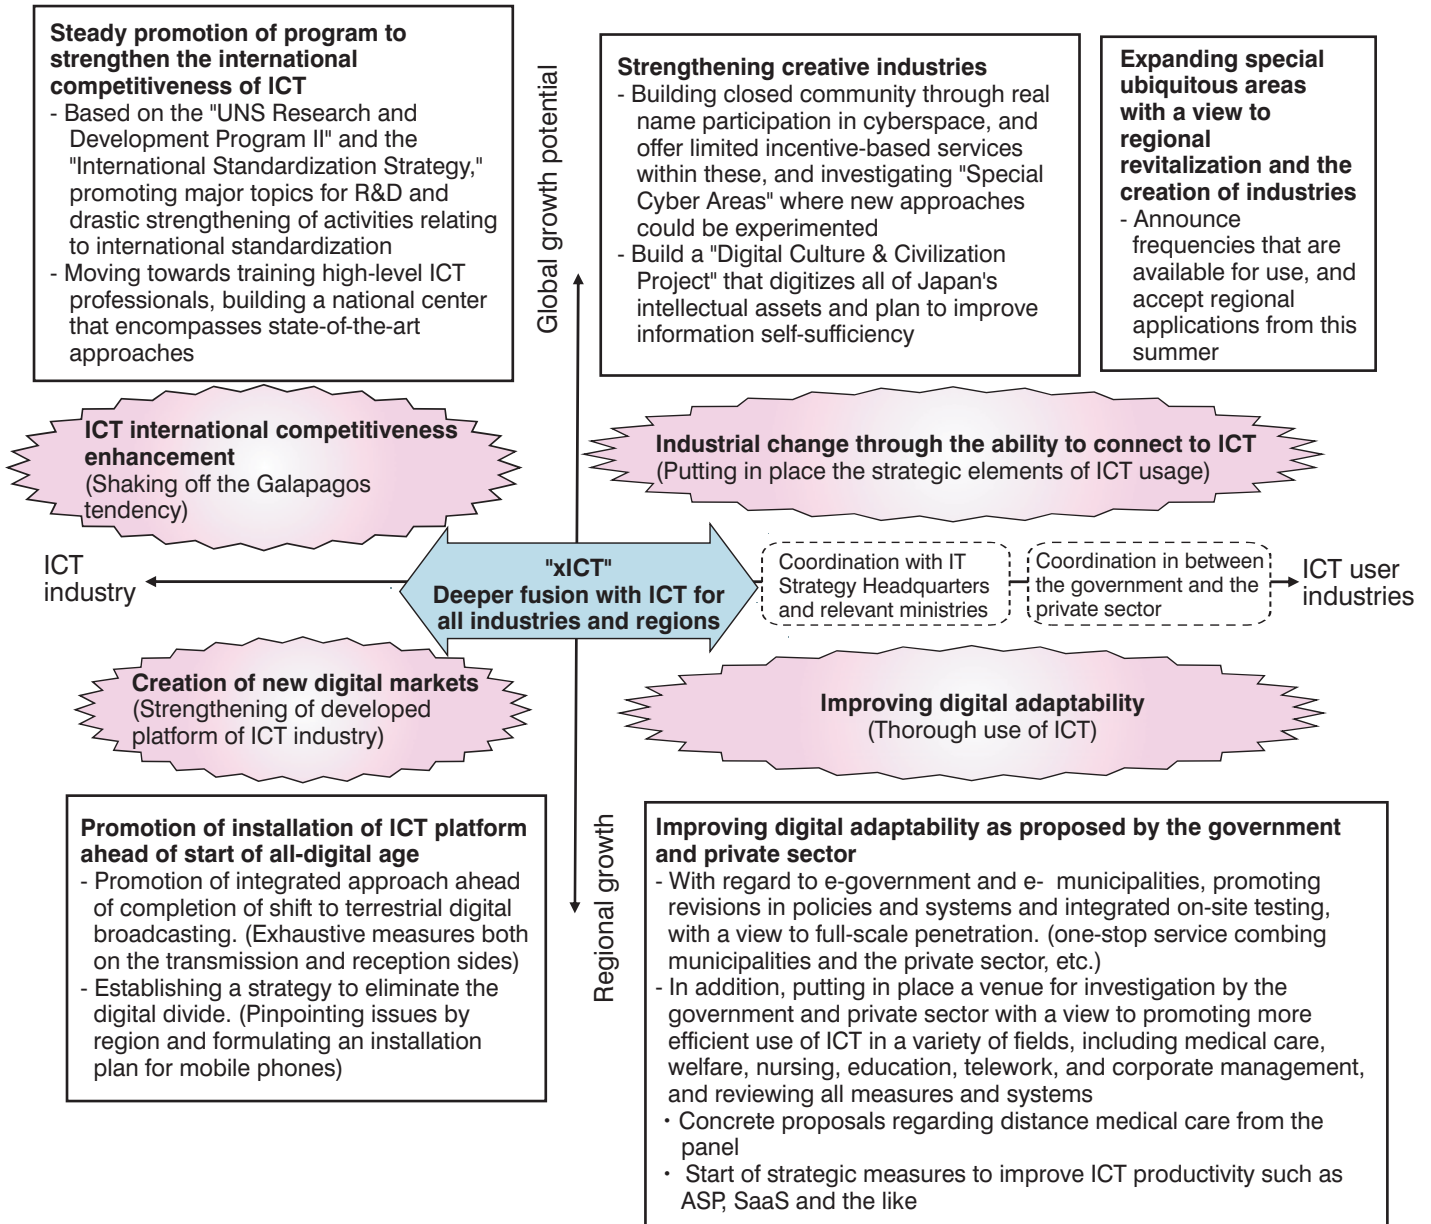 Steady promotion of program to
strengthen the international
competitiveness of ICT
- Based on the "UNS Research and
Development Program II" and the
"International Standardization Strategy,"
promoting major topics for R&D and
drastic strengthening of activities relating
to international standardization
- Moving towards training high-level ICT
professionals, building a national center
that encompasses state-of-the-art
approaches
Global growth potential
Strengthening creative industries
- Building closed community through real
name participation in cyberspace, and
offer limited incentive-based services
within these, and investigating "Special
Cyber Areas" where new approaches
could be experimented
- Build a "Digital Culture & Civilization
Project" that digitizes all of Japan's
intellectual assets and plan to improve
information self-sufficiency
Expanding special
ubiquitous areas
with a view to
regional
revitalization and the
creation of industries
- Announce
frequencies that are
available for use, and
accept regional
applications from this
summer
ICT international competitiveness
enhancement
(Shaking off the Galapagos
tendency)
Industrial change through the ability to connect to ICT
(Putting in place the strategic elements of ICT usage)
ICT
industry
"xICT"
Deeper fusion with ICT for
all industries and regions
Coordination with IT
Strategy Headquarters
and relevant ministries
Coordination in between
the government and the
private sector
ICT user
industries
Creation of new digital markets
(Strengthening of developed
platform of ICT industry)
Improving digital adaptability
(Thorough use of ICT)
Promotion of installation of ICT platform
ahead of start of all-digital age
- Promotion of integrated approach ahead
of completion of shift to terrestrial digital
broadcasting. (Exhaustive measures both
on the transmission and reception sides)
- Establishing a strategy to eliminate the
digital divide. (Pinpointing issues by
region and formulating an installation
plan for mobile phones)
Regional growth
Improving digital adaptability as proposed by the government
and private sector
- With regard to e-government and e- municipalities, promoting
revisions in policies and systems and integrated on-site testing,
with a view to full-scale penetration. (one-stop service combing
municipalities and the private sector, etc.)
- In addition, putting in place a venue for investigation by the
government and private sector with a view to promoting more
efficient use of ICT in a variety of fields, including medical care,
welfare, nursing, education, telework, and corporate management,
and reviewing all measures and systems
・Concrete proposals regarding distance medical care from the
panel
・ Start of strategic measures to improve ICT productivity such as
ASP, SaaS and the like